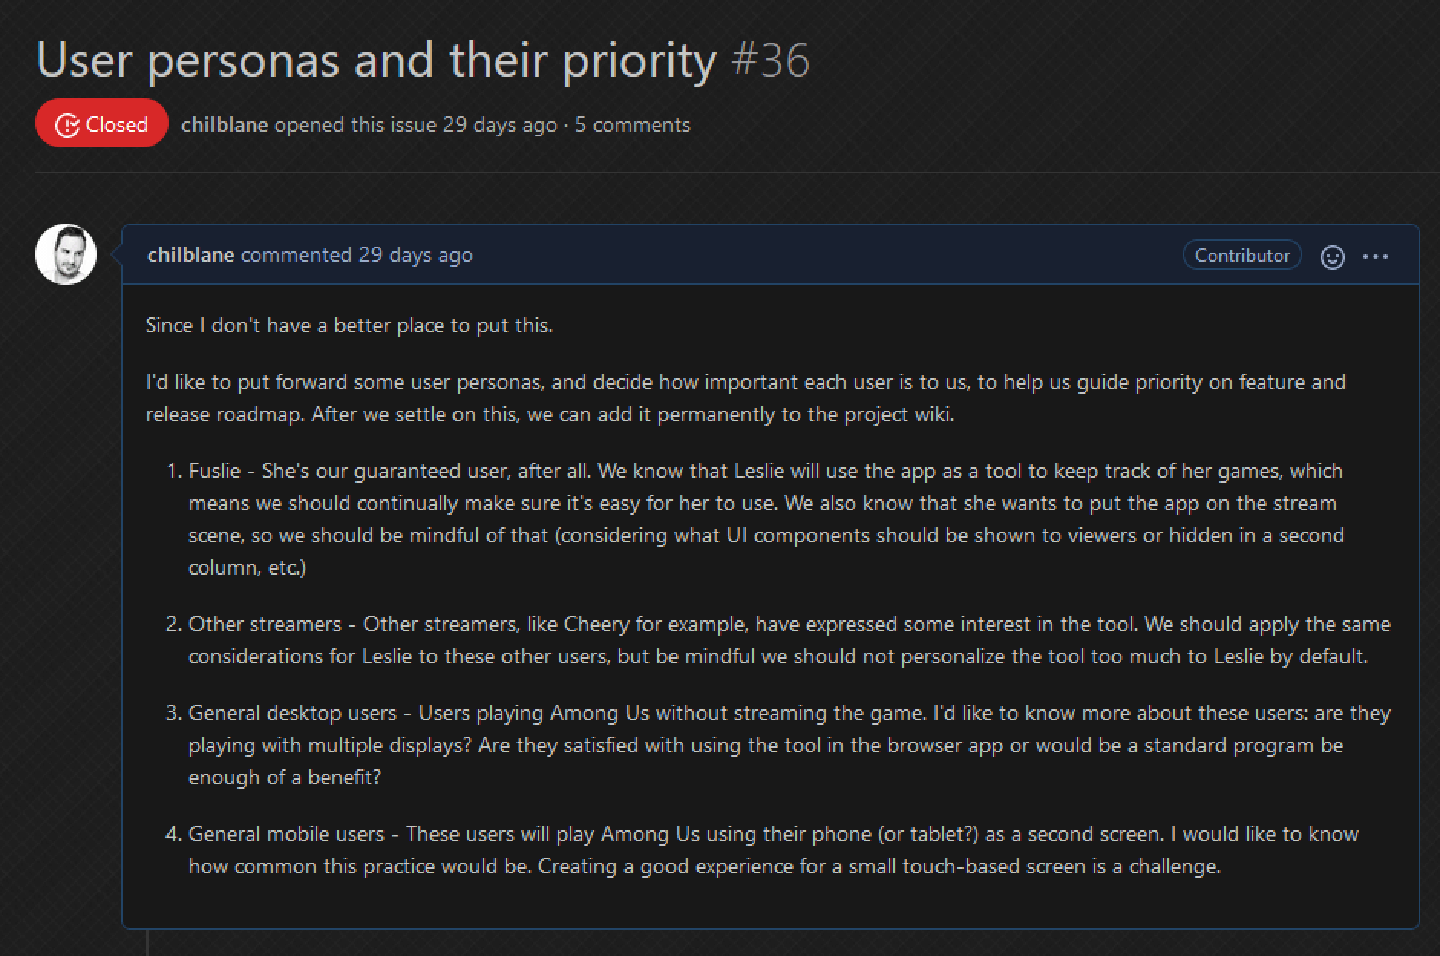 User personas and their priority #36
Closed chilblane opened this issue 29 days ago · 5 comments
chilblane commented 29 days ago Contributor
Since I don't have a better place to put this.
I'd like to put forward some user personas, and decide how important each user is to us, to help us guide priority on feature and
release roadmap. After we settle on this, we can add it permanently to the project wiki.
1. Fuslie - She's our guaranteed user, after all. We know that Leslie will use the app as a tool to keep track of her games, which
means we should continually make sure it's easy for her to use. We also know that she wants to put the app on the stream
scene, so we should be mindful of that (considering what UI components should be shown to viewers or hidden in a second
column, etc.)
2. Other streamers - Other streamers, like Cheery for example, have expressed some interest in the tool. We should apply the same
considerations for Leslie to these other users, but be mindful we should not personalize the tool too much to Leslie by default.
3. General desktop users - Users playing Among Us without streaming the game. I'd like to know more about these users: are they
playing with multiple displays? Are they satisfied with using the tool in the browser app or would be a standard program be
enough of a benefit?
4. General mobile users - These users will play Among Us using their phone (or tablet?) as a second screen. I would like to know
how common this practice would be. Creating a good experience for a small touch-based screen is a challenge.